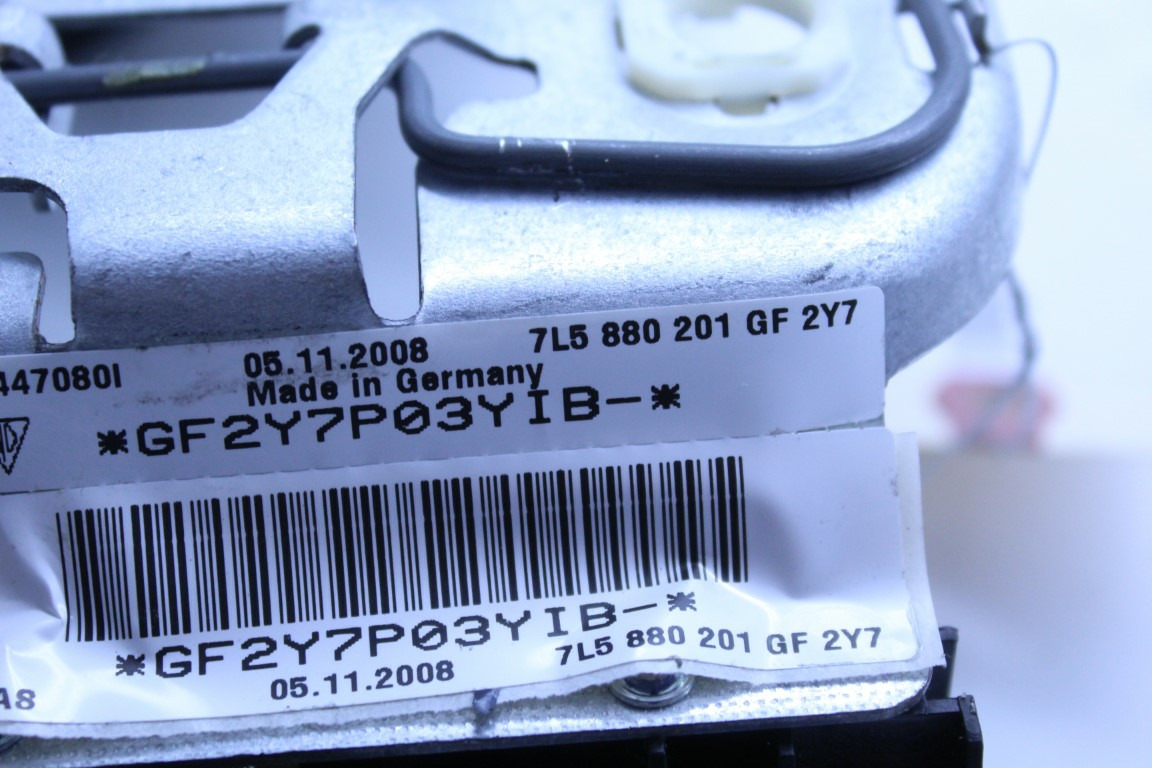 447080I 05.11.2008 7L5 880 201 GF 2Y7
Made in Germany
*GF2Y7P03YIB-*
*GF2Y7P03YIB-*
A8 05.11.2008 7L5 880 201 GF 2Y7